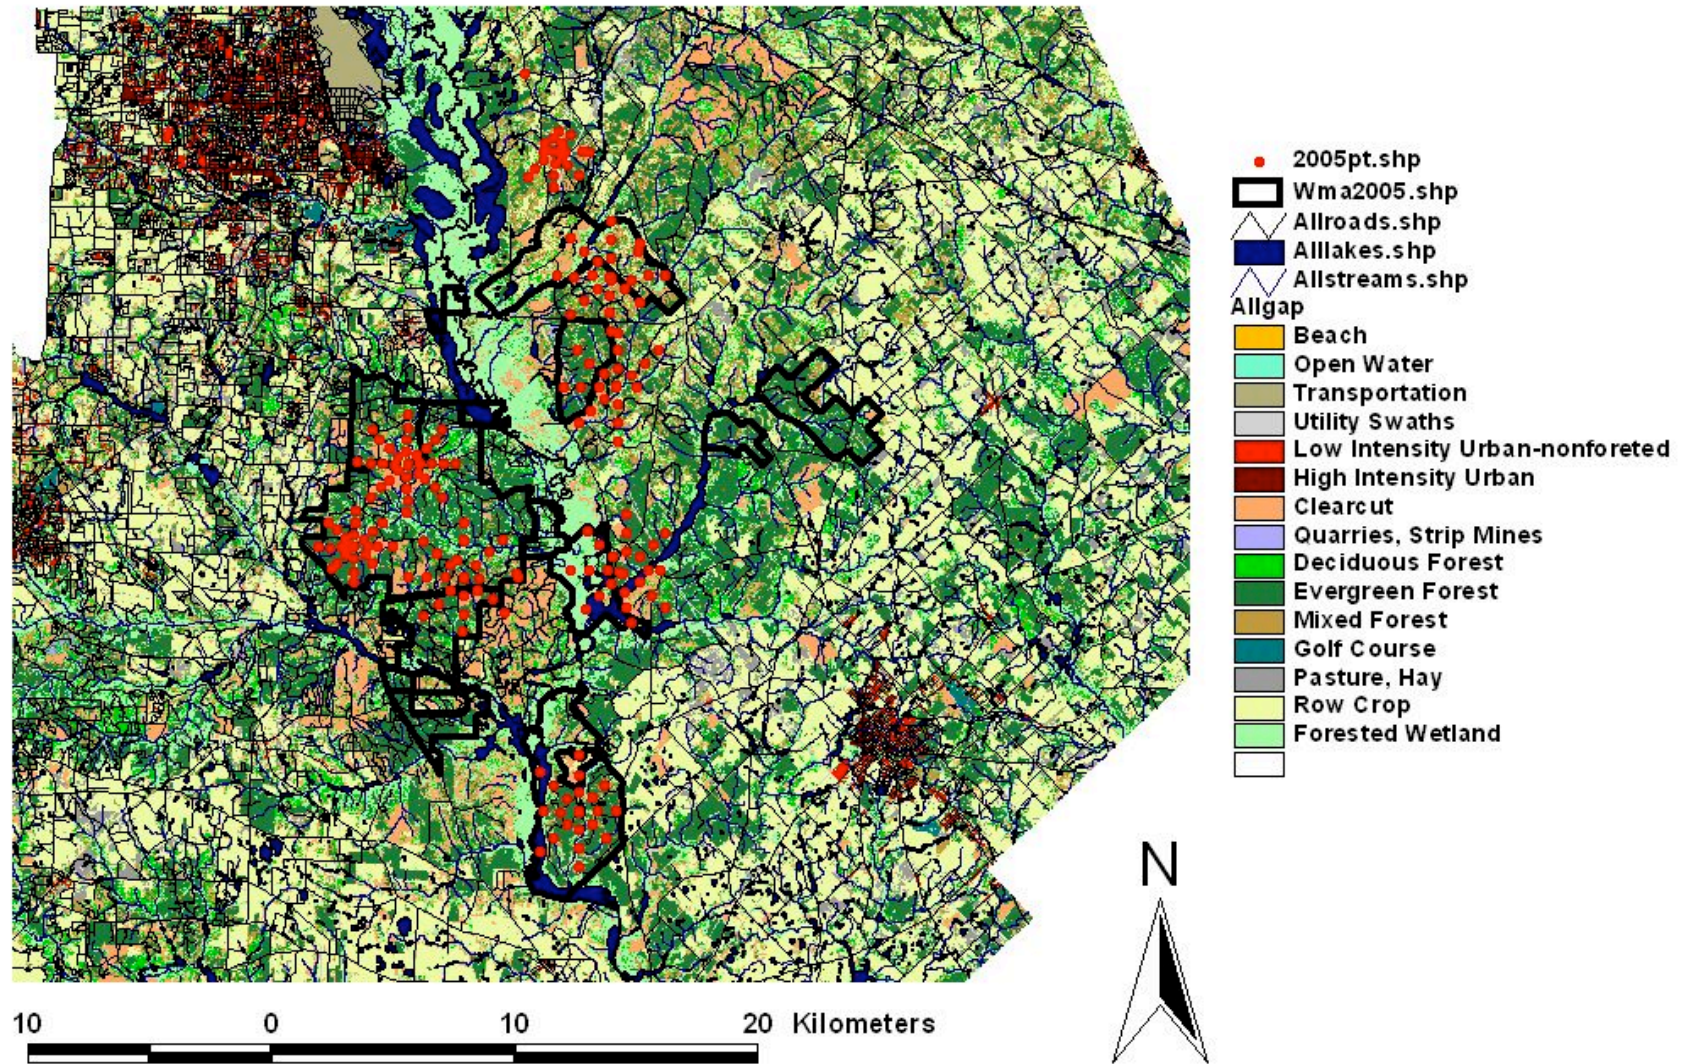 2005pt.shp
Wma2005.shp
Allroads.shp
Alllakes.shp
Allstreams.shp
Allgap
Beach
Open Water
Transportation
Utility Swaths
Low Intensity Urban-nonforeted
High Intensity Urban
Clearcut
Quarries, Strip Mines
Deciduous Forest
Evergreen Forest
Mixed Forest
Golf Course
Pasture, Hay
Row Crop
Forested Wetland
N
10 0 10 20 Kilometers